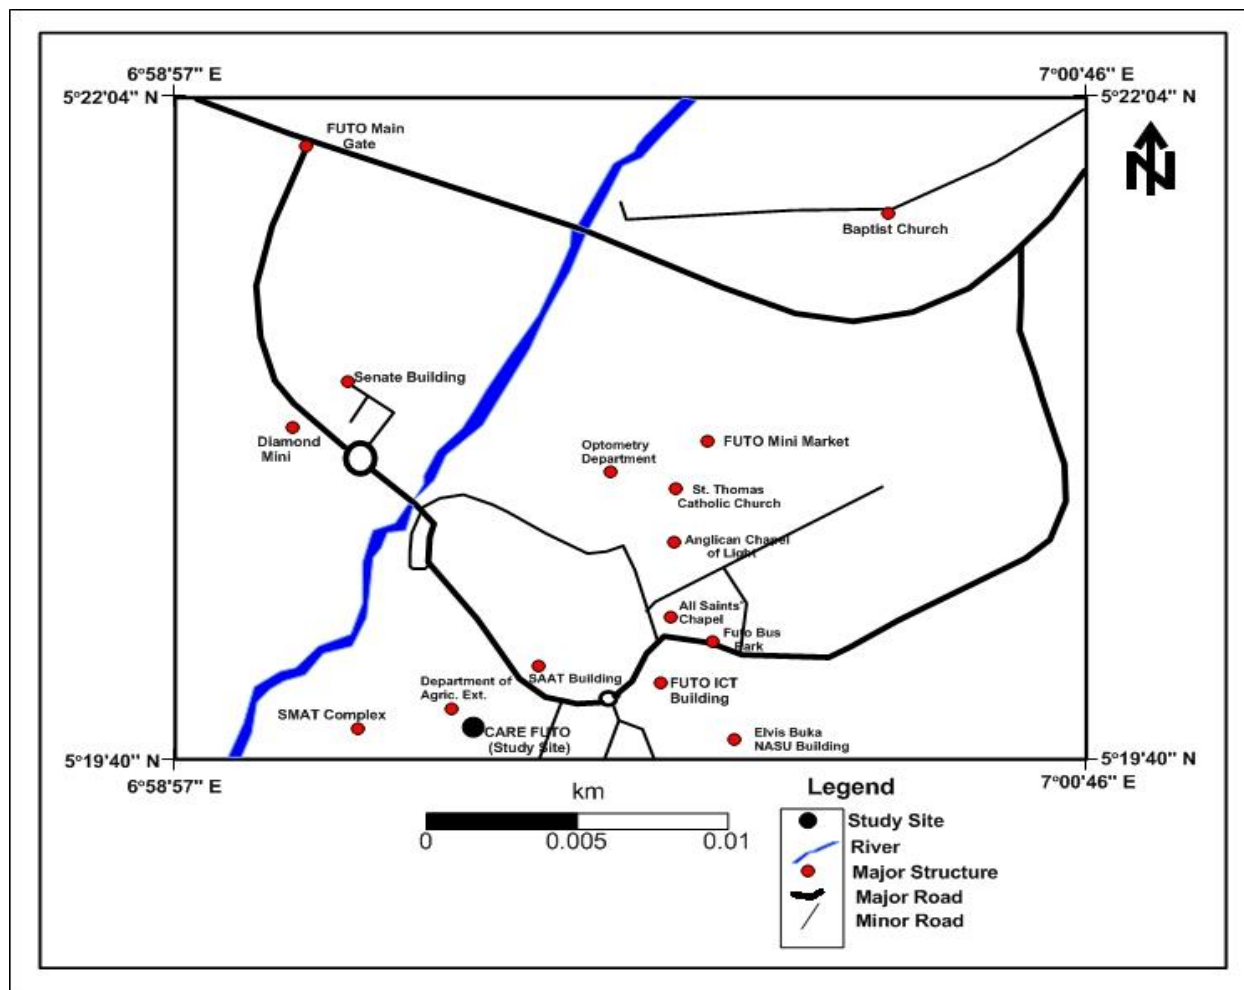 6°58'57" E
7°00'46" E
5°22'04" N
5°22'04" N
FUTO Main
Gate
N
Baptist Church
Senate Building
Diamond
Mini
Optometry
Department
FUTO Mini Market
St. Thomas
Catholic Church
Anglican Chapel
of Light
All Saints'
Chapel
Futo Bus
Park
Department of
Agric. Ext.
SAAT Building
FUTO ICT
Building
SMAT Complex
CARE FUTO
(Study Site)
Elvis Buka
NASU Building
5°19'40" N
5°19'40" N
6°58'57" E
7°00'46" E
km
0
0.005
0.01
Legend
Study Site
River
Major Structure
Major Road
Minor Road